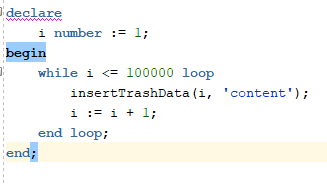 declare
    i number := 1;
begin
    while i <= 100000 loop
        insertTrashData(i, 'content');
        i := i + 1;
    end loop;
end;